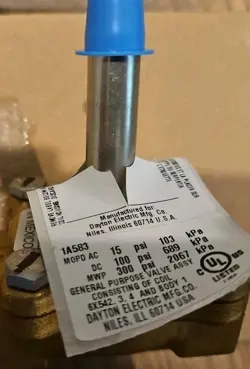 Manufactured for
Dayton Electric Mfg. Co.
Niles, Illinois 60714 U.S.A.
1A583
MOPD AC 15 psi 103 kPa
DC 100 psi 689 kPa
MWP 300 psi 2067 kPa
GENERAL PURPOSE VALVE ASSY
CONSISTING OF COIL
EX542, 3, 4 AND BODY
DAYTON ELECTRIC MFG.CO.
NILES, ILL 60714 USA
UL
LISTED